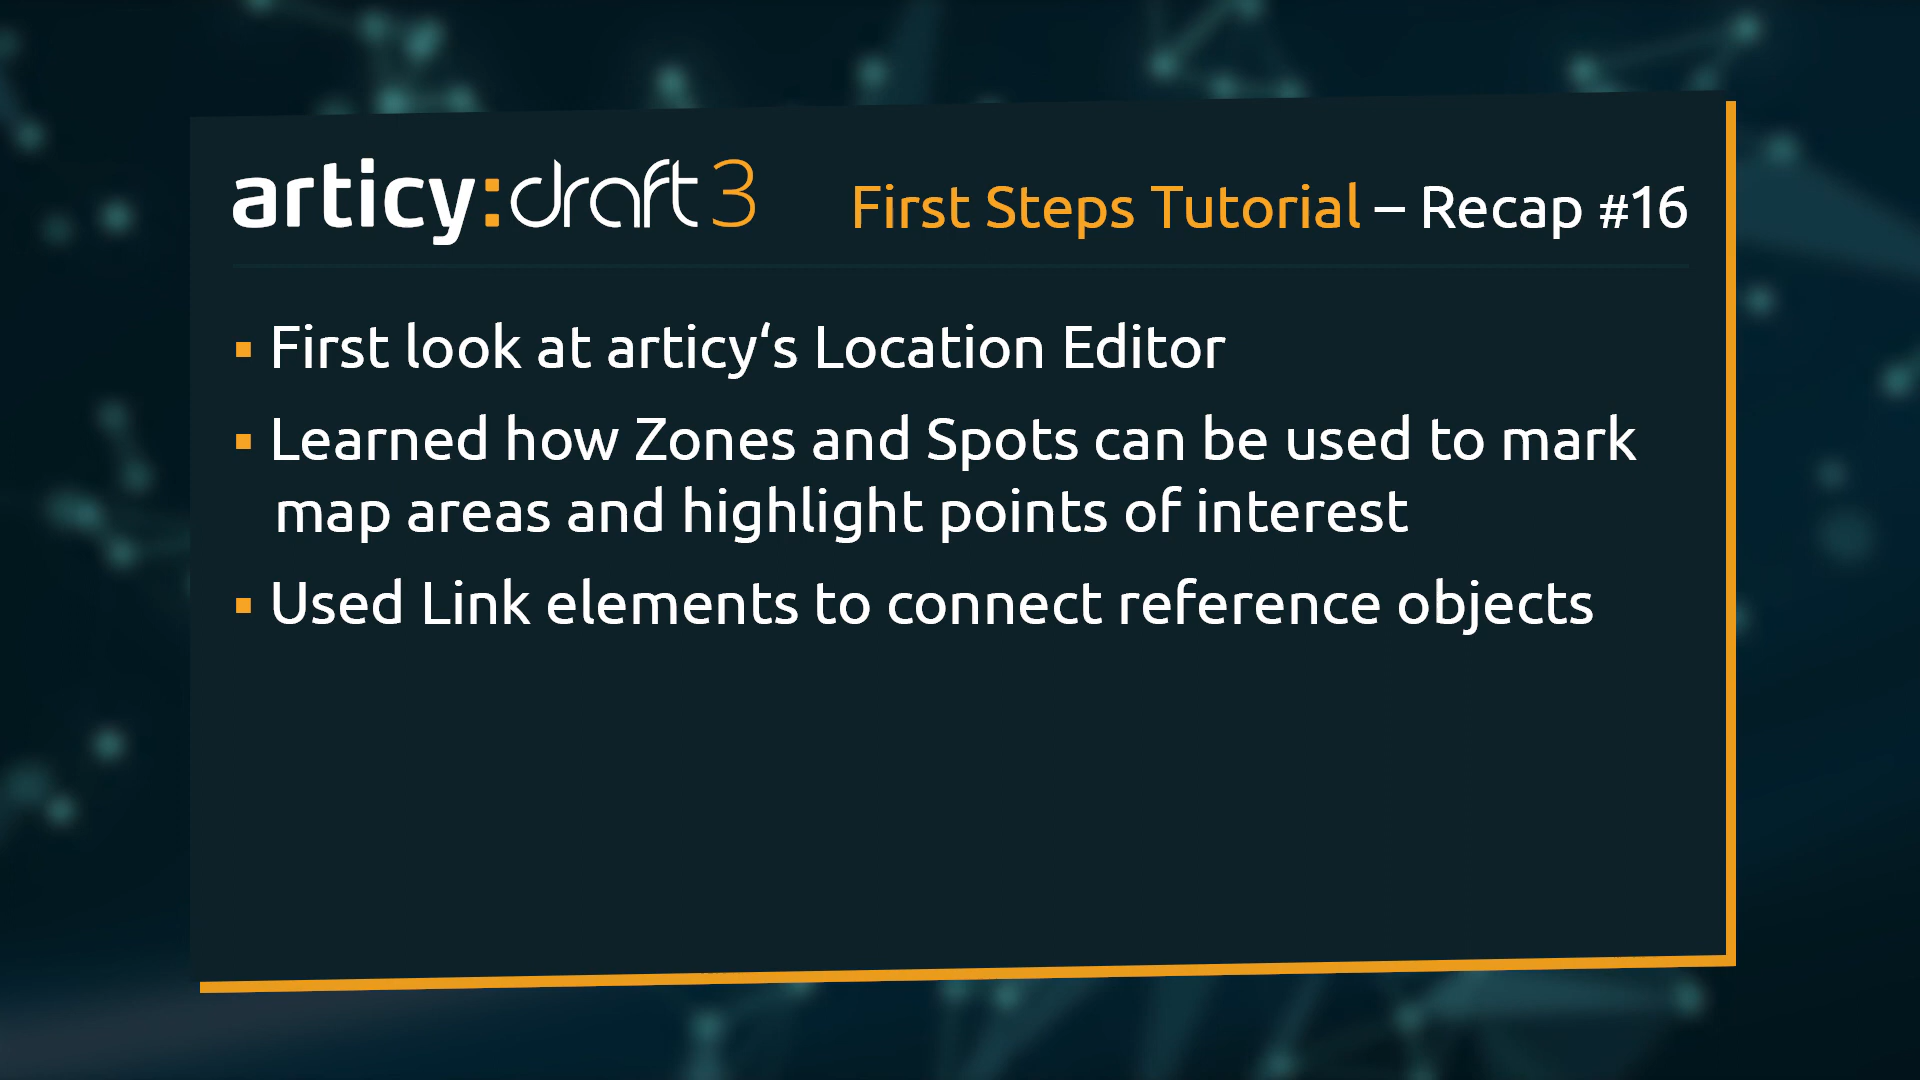 articy:draft 3
First Steps Tutorial – Recap #16
▪ First look at articy‘s Location Editor
▪ Learned how Zones and Spots can be used to mark
map areas and highlight points of interest
▪ Used Link elements to connect reference objects